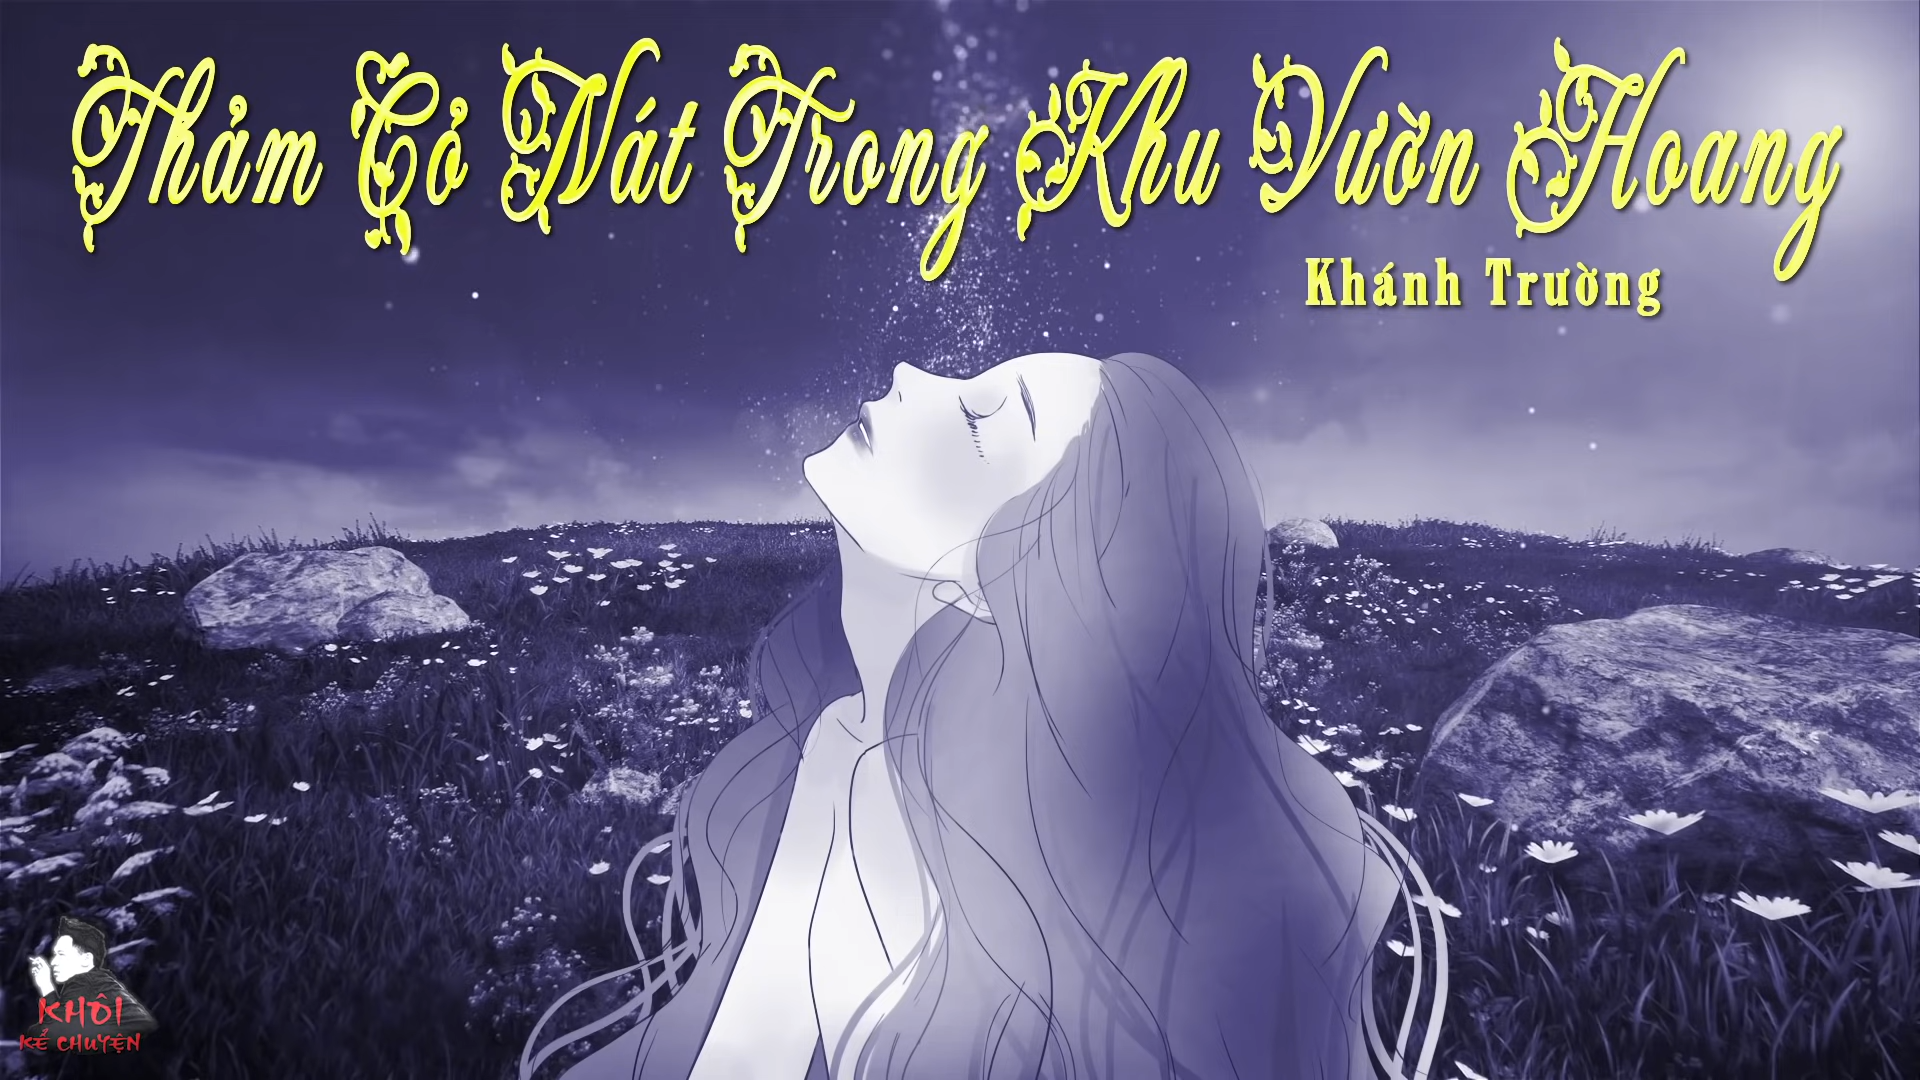 Thảm Cỏ Nát Trong Khu Vườn Hoang
Khánh Trường
KHÔI
KỂ CHUYỆN